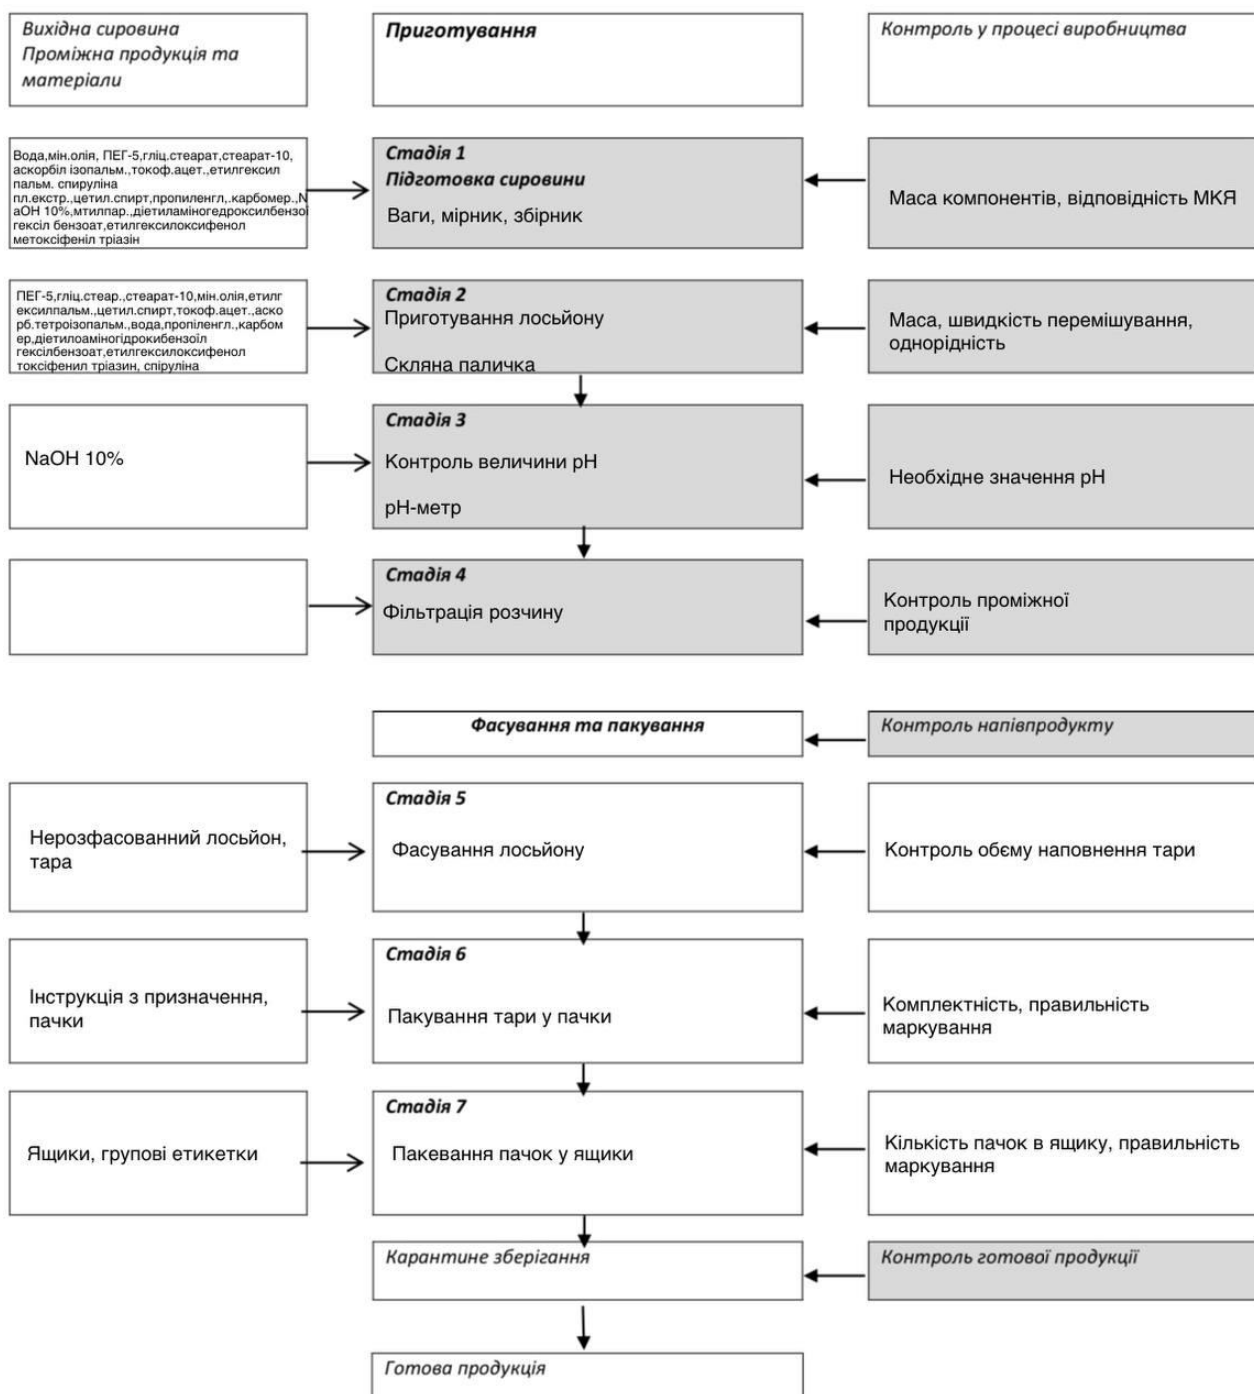 Вихідна сировина
Проміжна продукція та
матеріали
Приготування
Контроль у процесі виробництва
Вода,мін.олія, ПЕГ-5,гліц.стеарат,стеарат-10,
аскорбіл ізопальм.,токоф.ацет.,етилгексил
пальм. спируліна
пл.екстр.,цетил.спирт,пропиленгл,.карбомер.,N
aOH 10%,мтилпар.,діетиламіногедроксилбензої
гексіл бензоат,етилгексилоксифенол
метоксіфеніл тріазін
Стадія 1
Підготовка сировини
Ваги, мірник, збірник
Маса компонентів, відповідність МКЯ
ПЕГ-5,гліц.стеар.,стеарат-10,мін.олія,етилг
ексилпальм.,цетил.спирт,токоф.ацет.,аско
рб.тетроізопальм.,вода,пропіленгл.,карбом
ер,діетилоаміногідрокибензоїл
гексілбензоат,етилгексилоксифенол
токсіфенил тріазин, спіруліна
Стадія 2
Приготування лосьйону
Скляна паличка
Маса, швидкість перемішування,
однорідність
NaOH 10%
Стадія 3
Контроль величини pH
pH-метр
Необхідне значення pH
Стадія 4
Фільтрація розчину
Контроль проміжної
продукції
Фасування та пакування
Контроль напівпродукту
Нерозфасованний лосьйон,
тара
Стадія 5
Фасування лосьйону
Контроль обєму наповнення тари
Інструкція з призначення,
пачки
Стадія 6
Пакування тари у пачки
Комплектність, правильність
маркування
Ящики, групові етикетки
Стадія 7
Пакевання пачок у ящики
Кількість пачок в ящику, правильність
маркування
Карантине зберігання
Контроль готової продукції
Готова продукція